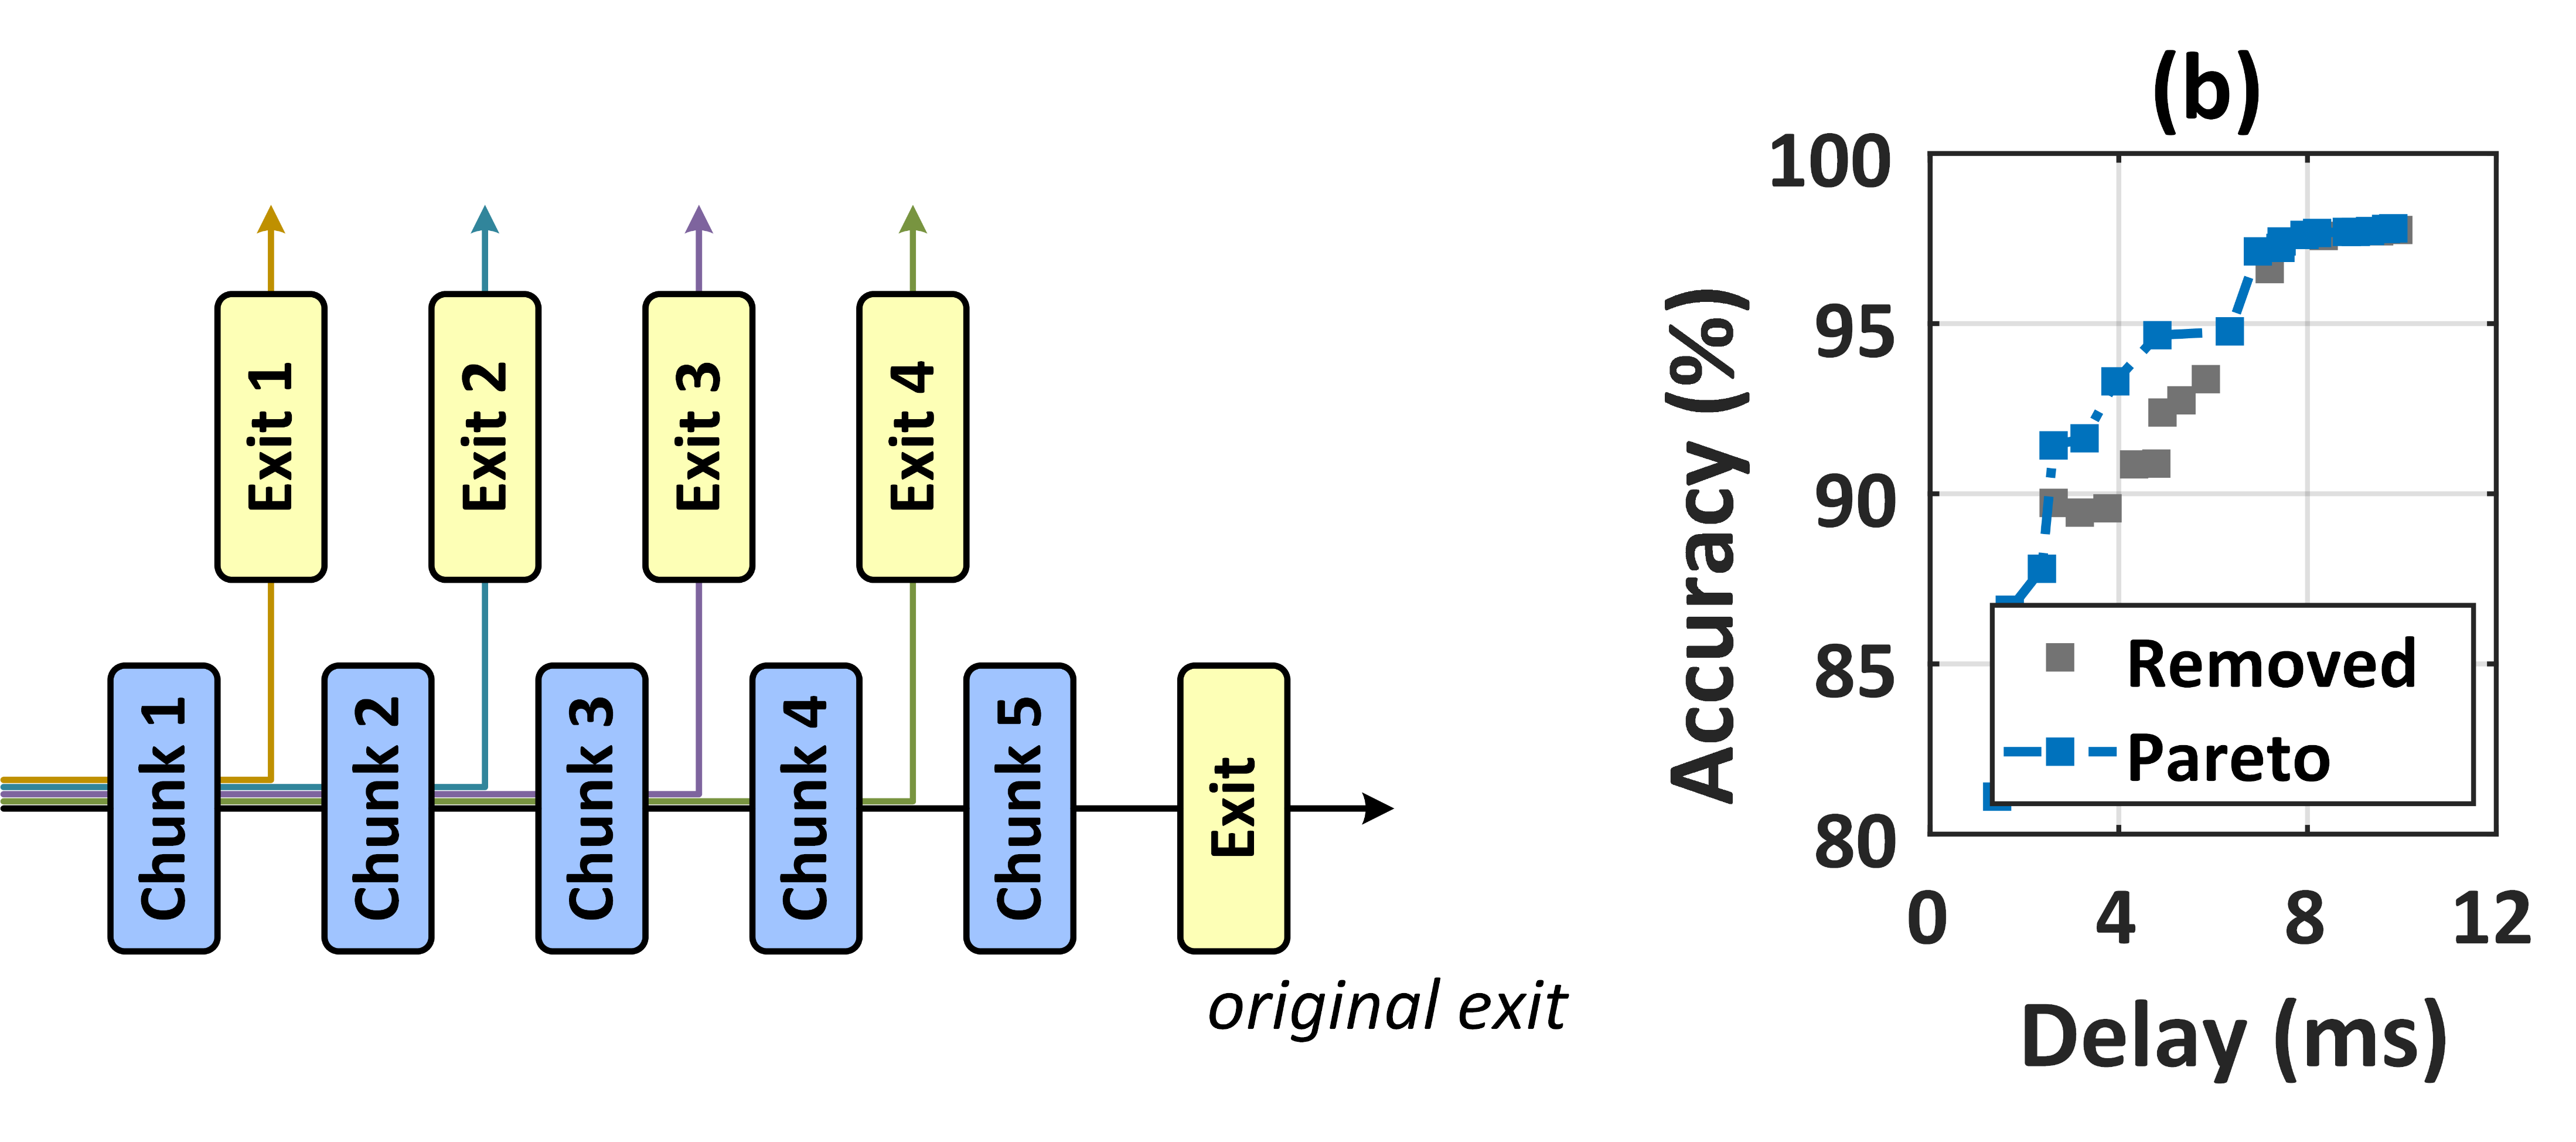 Exit 1
Exit 2
Exit 3
Exit 4
Chunk 1
Chunk 2
Chunk 3
Chunk 4
Chunk 5
Exit
original exit
(b)
Accuracy (%)
100
95
90
85
80
Removed
Pareto
0 4 8 12
Delay (ms)